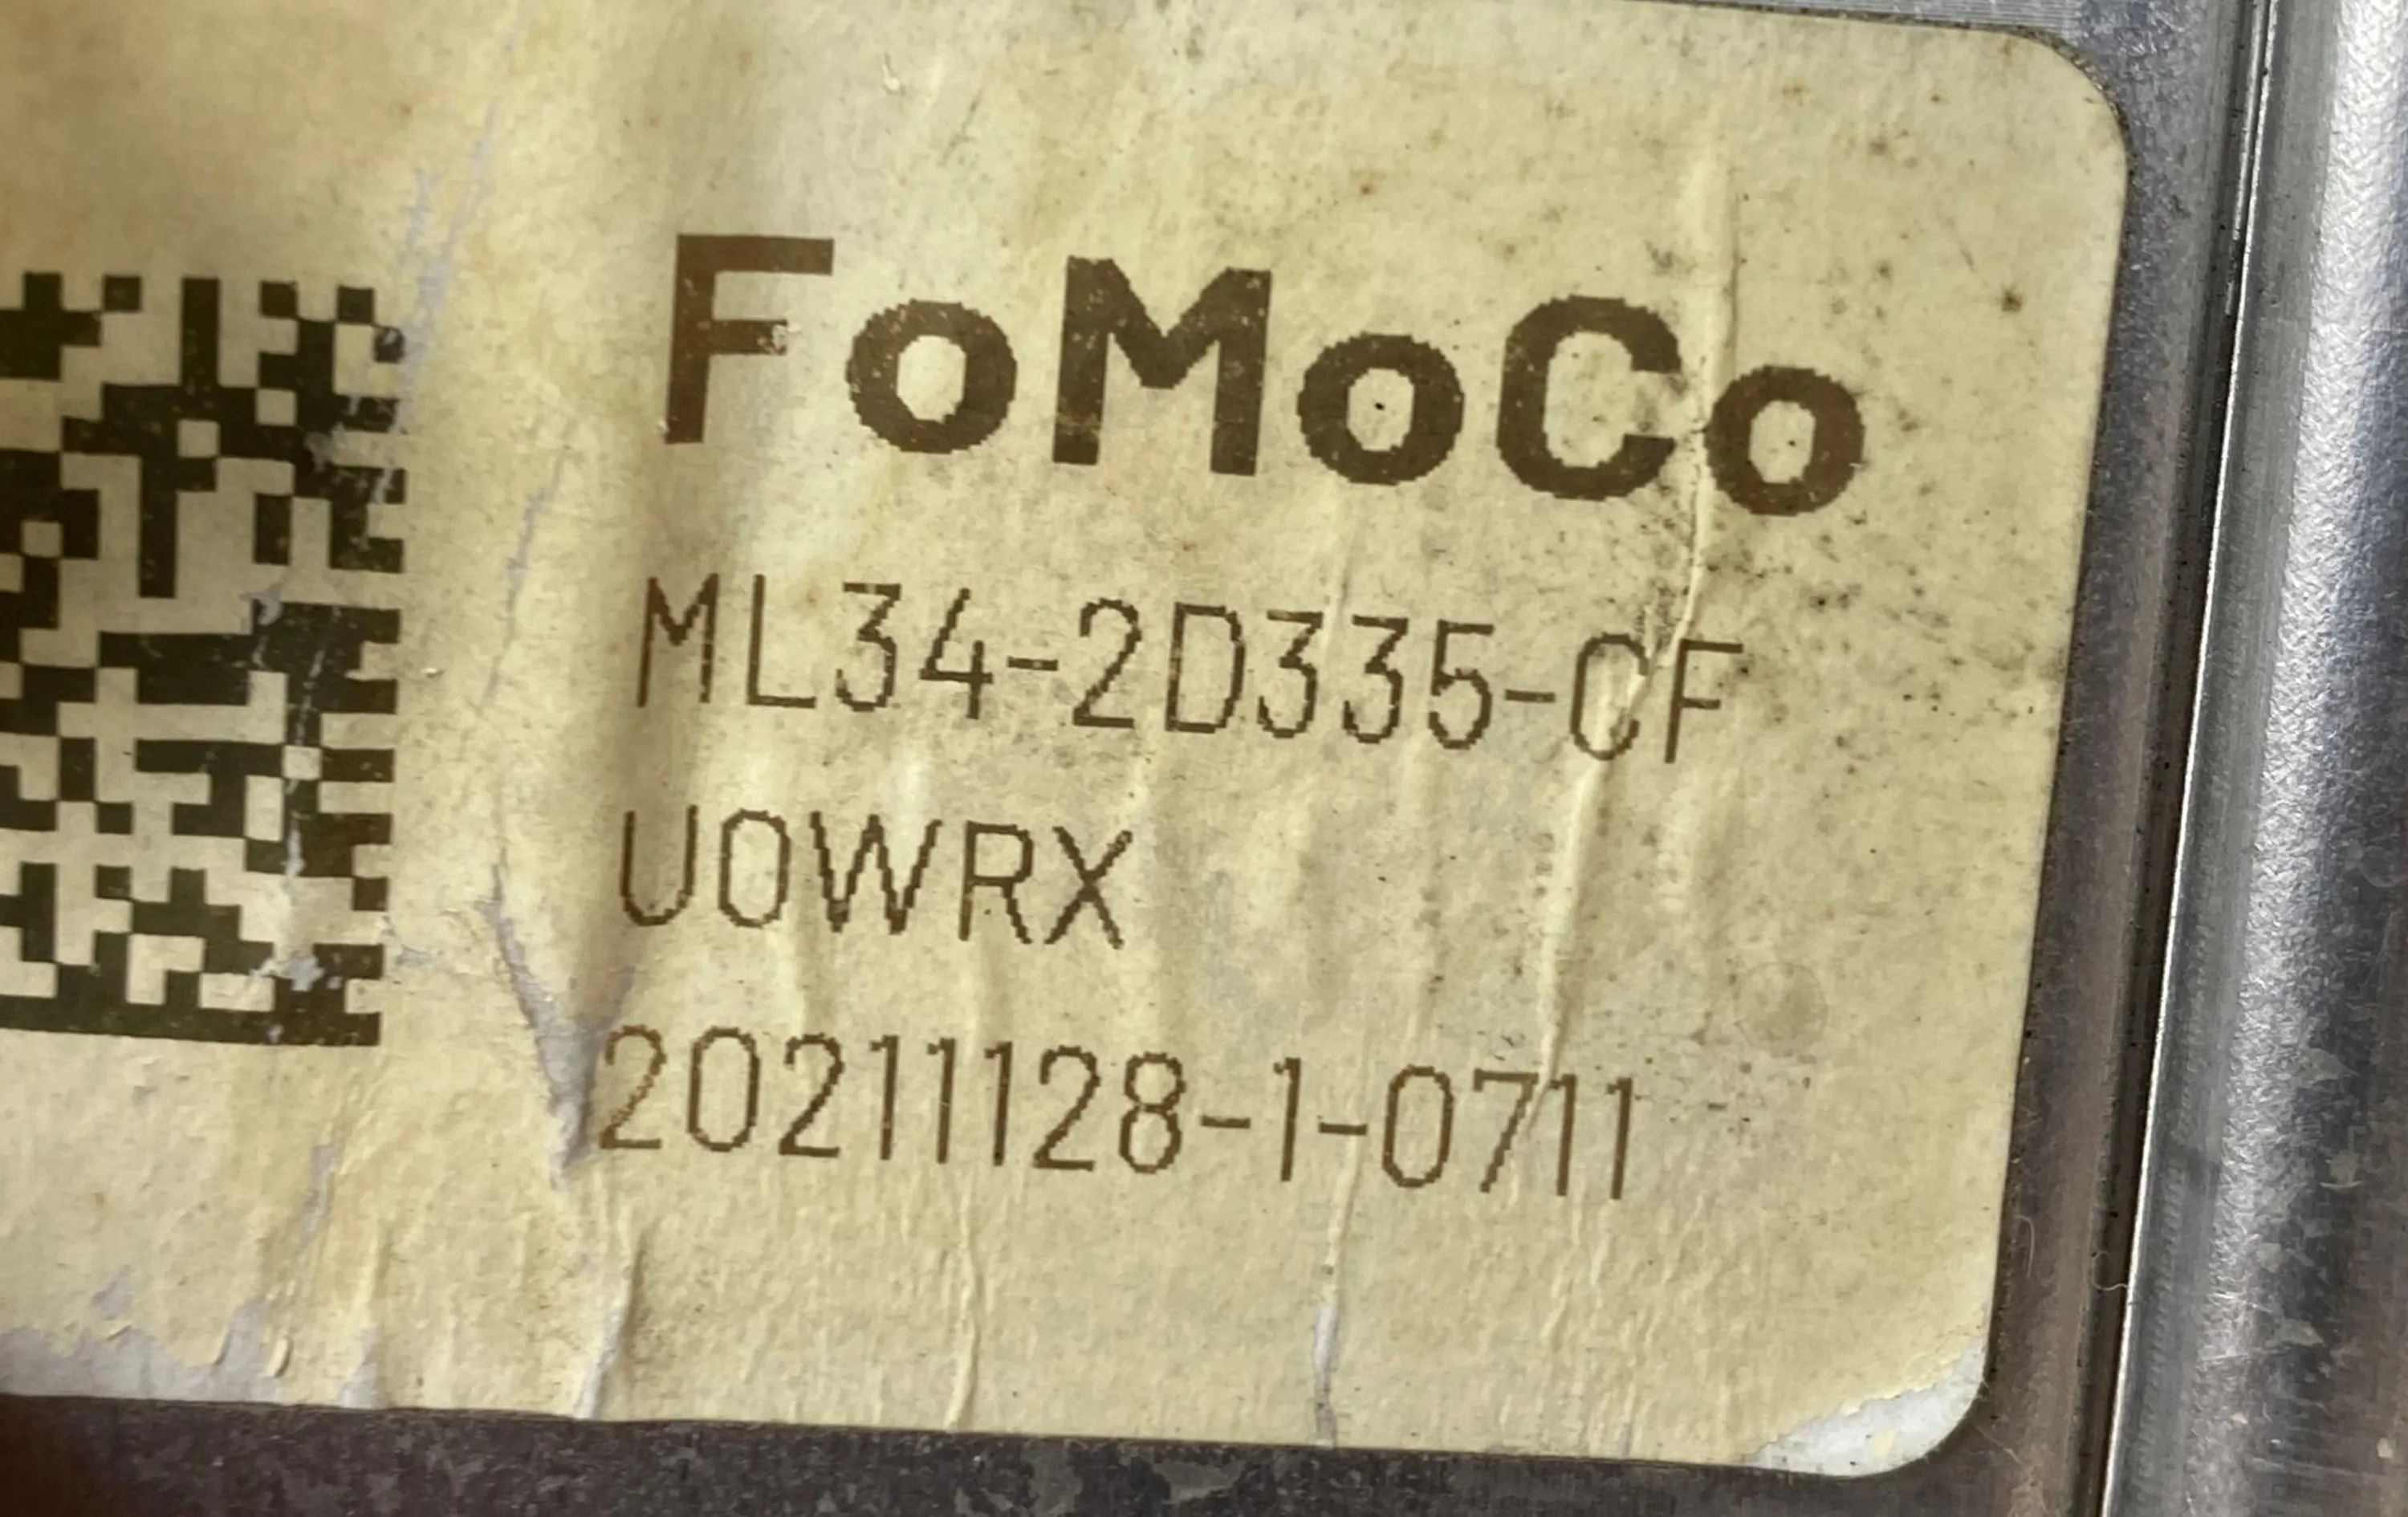 FoMoCo
ML34-2D335-CF
U0WRX
20211128-1-0711